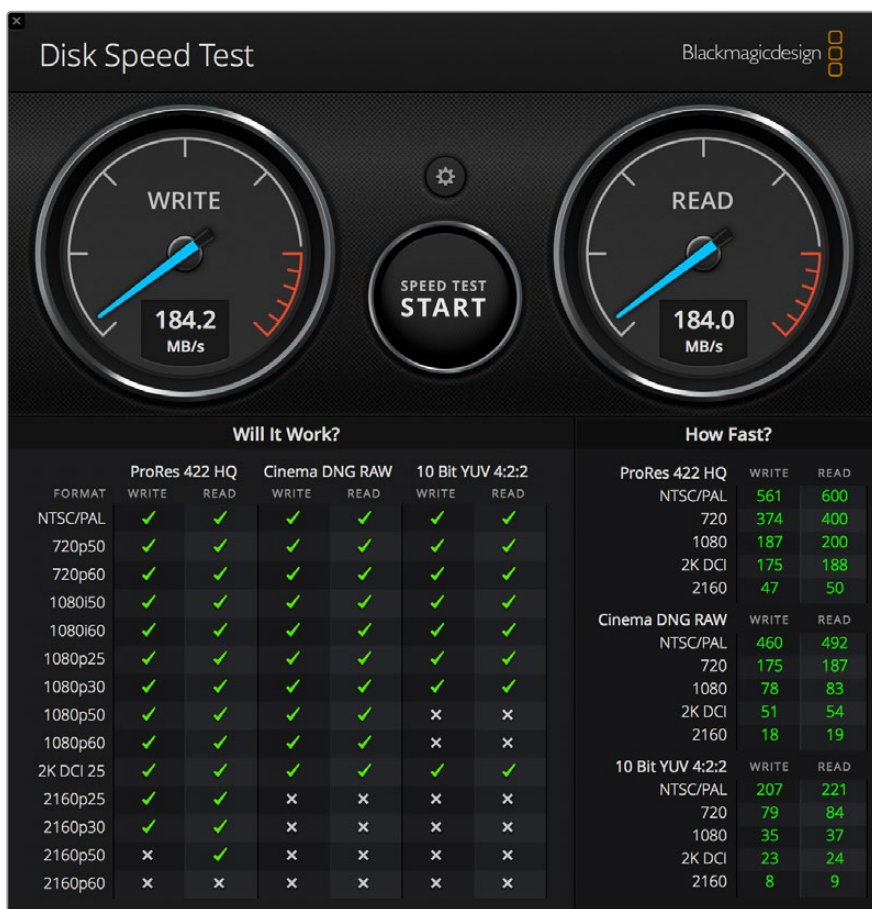 Disk Speed Test
Blackmagicdesign
WRITE
184.2
MB/s
SPEED TEST
START
READ
184.0
MB/s
Will It Work?
ProRes 422 HQ Cinema DNG RAW 10 Bit YUV 4:2:2
FORMAT WRITE READ WRITE READ WRITE READ
NTSC/PAL ✓ ✓ ✓ ✓ ✓ ✓
720p50 ✓ ✓ ✓ ✓ ✓ ✓
720p60 ✓ ✓ ✓ ✓ ✓ ✓
1080i50 ✓ ✓ ✓ ✓ ✓ ✓
1080i60 ✓ ✓ ✓ ✓ ✓ ✓
1080p25 ✓ ✓ ✓ ✓ ✓ ✓
1080p30 ✓ ✓ ✓ ✓ ✓ ✓
1080p50 ✓ ✓ ✓ ✓ × ×
1080p60 ✓ ✓ ✓ ✓ × ×
2K DCI 25 ✓ ✓ ✓ ✓ ✓ ✓
2160p25 ✓ ✓ × × × ×
2160p30 ✓ ✓ × × × ×
2160p50 × ✓ × × × ×
2160p60 × × × × × ×
How Fast?
ProRes 422 HQ WRITE READ
NTSC/PAL 561 600
720 374 400
1080 187 200
2K DCI 175 188
2160 47 50
Cinema DNG RAW WRITE READ
NTSC/PAL 460 492
720 175 187
1080 78 83
2K DCI 51 54
2160 18 19
10 Bit YUV 4:2:2 WRITE READ
NTSC/PAL 207 221
720 79 84
1080 35 37
2K DCI 23 24
2160 8 9